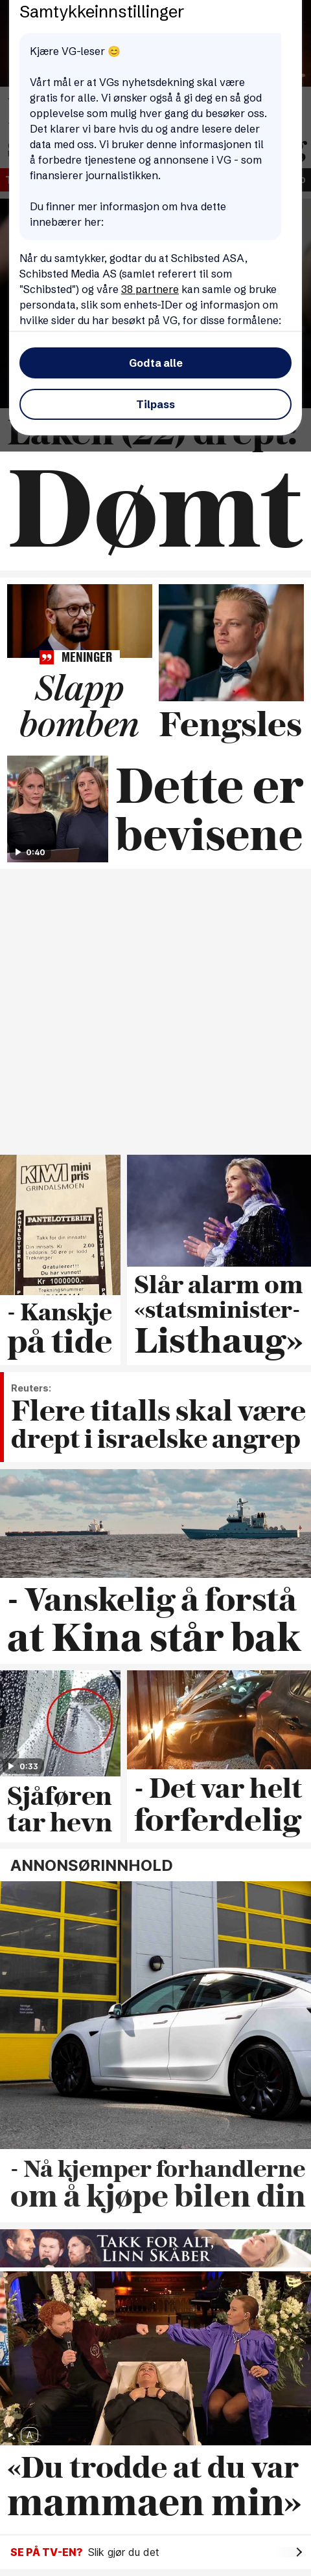 Samtykkeinnstillinger
Kjære VG-leser 😊
Vårt mål er at VGs nyhetsdekning skal være
gratis for alle. Vi ønsker også å gi deg en så god
opplevelse som mulig hver gang du besøker oss.
Det klarer vi bare hvis du og andre lesere deler
data med oss. Vi bruker denne informasjonen til
å forbedre tjenestene og annonsene i VG - som
finansierer journalistikken.
Du finner mer informasjon om hva dette
innebærer her:
Når du samtykker, godtar du at Schibsted ASA,
Schibsted Media AS (samlet referert til som
"Schibsted") og våre 38 partnere kan samle og bruke
persondata, slik som enhets-IDer og informasjon om
hvilke sider du har besøkt på VG, for disse formålene:
Godta alle
Tilpass
Laken (22) drept:
Dømt
MENINGER
Slapp
bomben
Fengsles
0:40
Dette er
bevisene
KIWI mini
pris
GRINDALSMOEN
PANTELOTTERIET
Takk for din innsats!
Gratulerer!!
Du har vunnet!
Kr 1000000,-
- Kanskje
på tide
Slår alarm om
«statsminister-
Listhaug»
Reuters:
Flere titalls skal være
drept i israelske angrep
- Vanskelig å forstå
at Kina står bak
0:33
Sjåføren
tar hevn
- Det var helt
forferdelig
ANNONSØRINNHOLD
- Nå kjemper forhandlerne
om å kjøpe bilen din
TAKK FOR ALT,
LINN SKÅBER
A
«Du trodde at du var
mammaen min»
SE PÅ TV-EN? Slik gjør du det